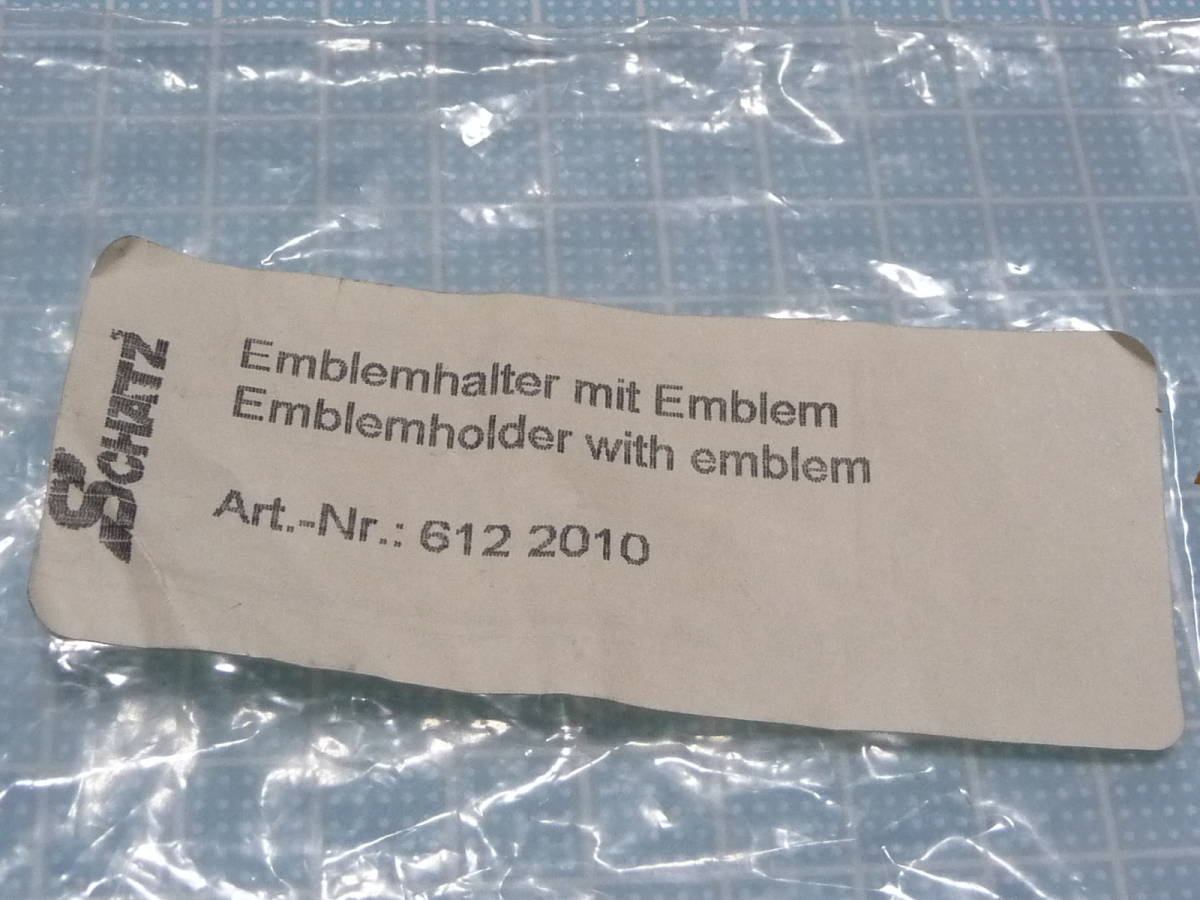 SCHATZ
Emblemhalter mit Emblem
Emblemholder with emblem
Art.-Nr.: 612 2010